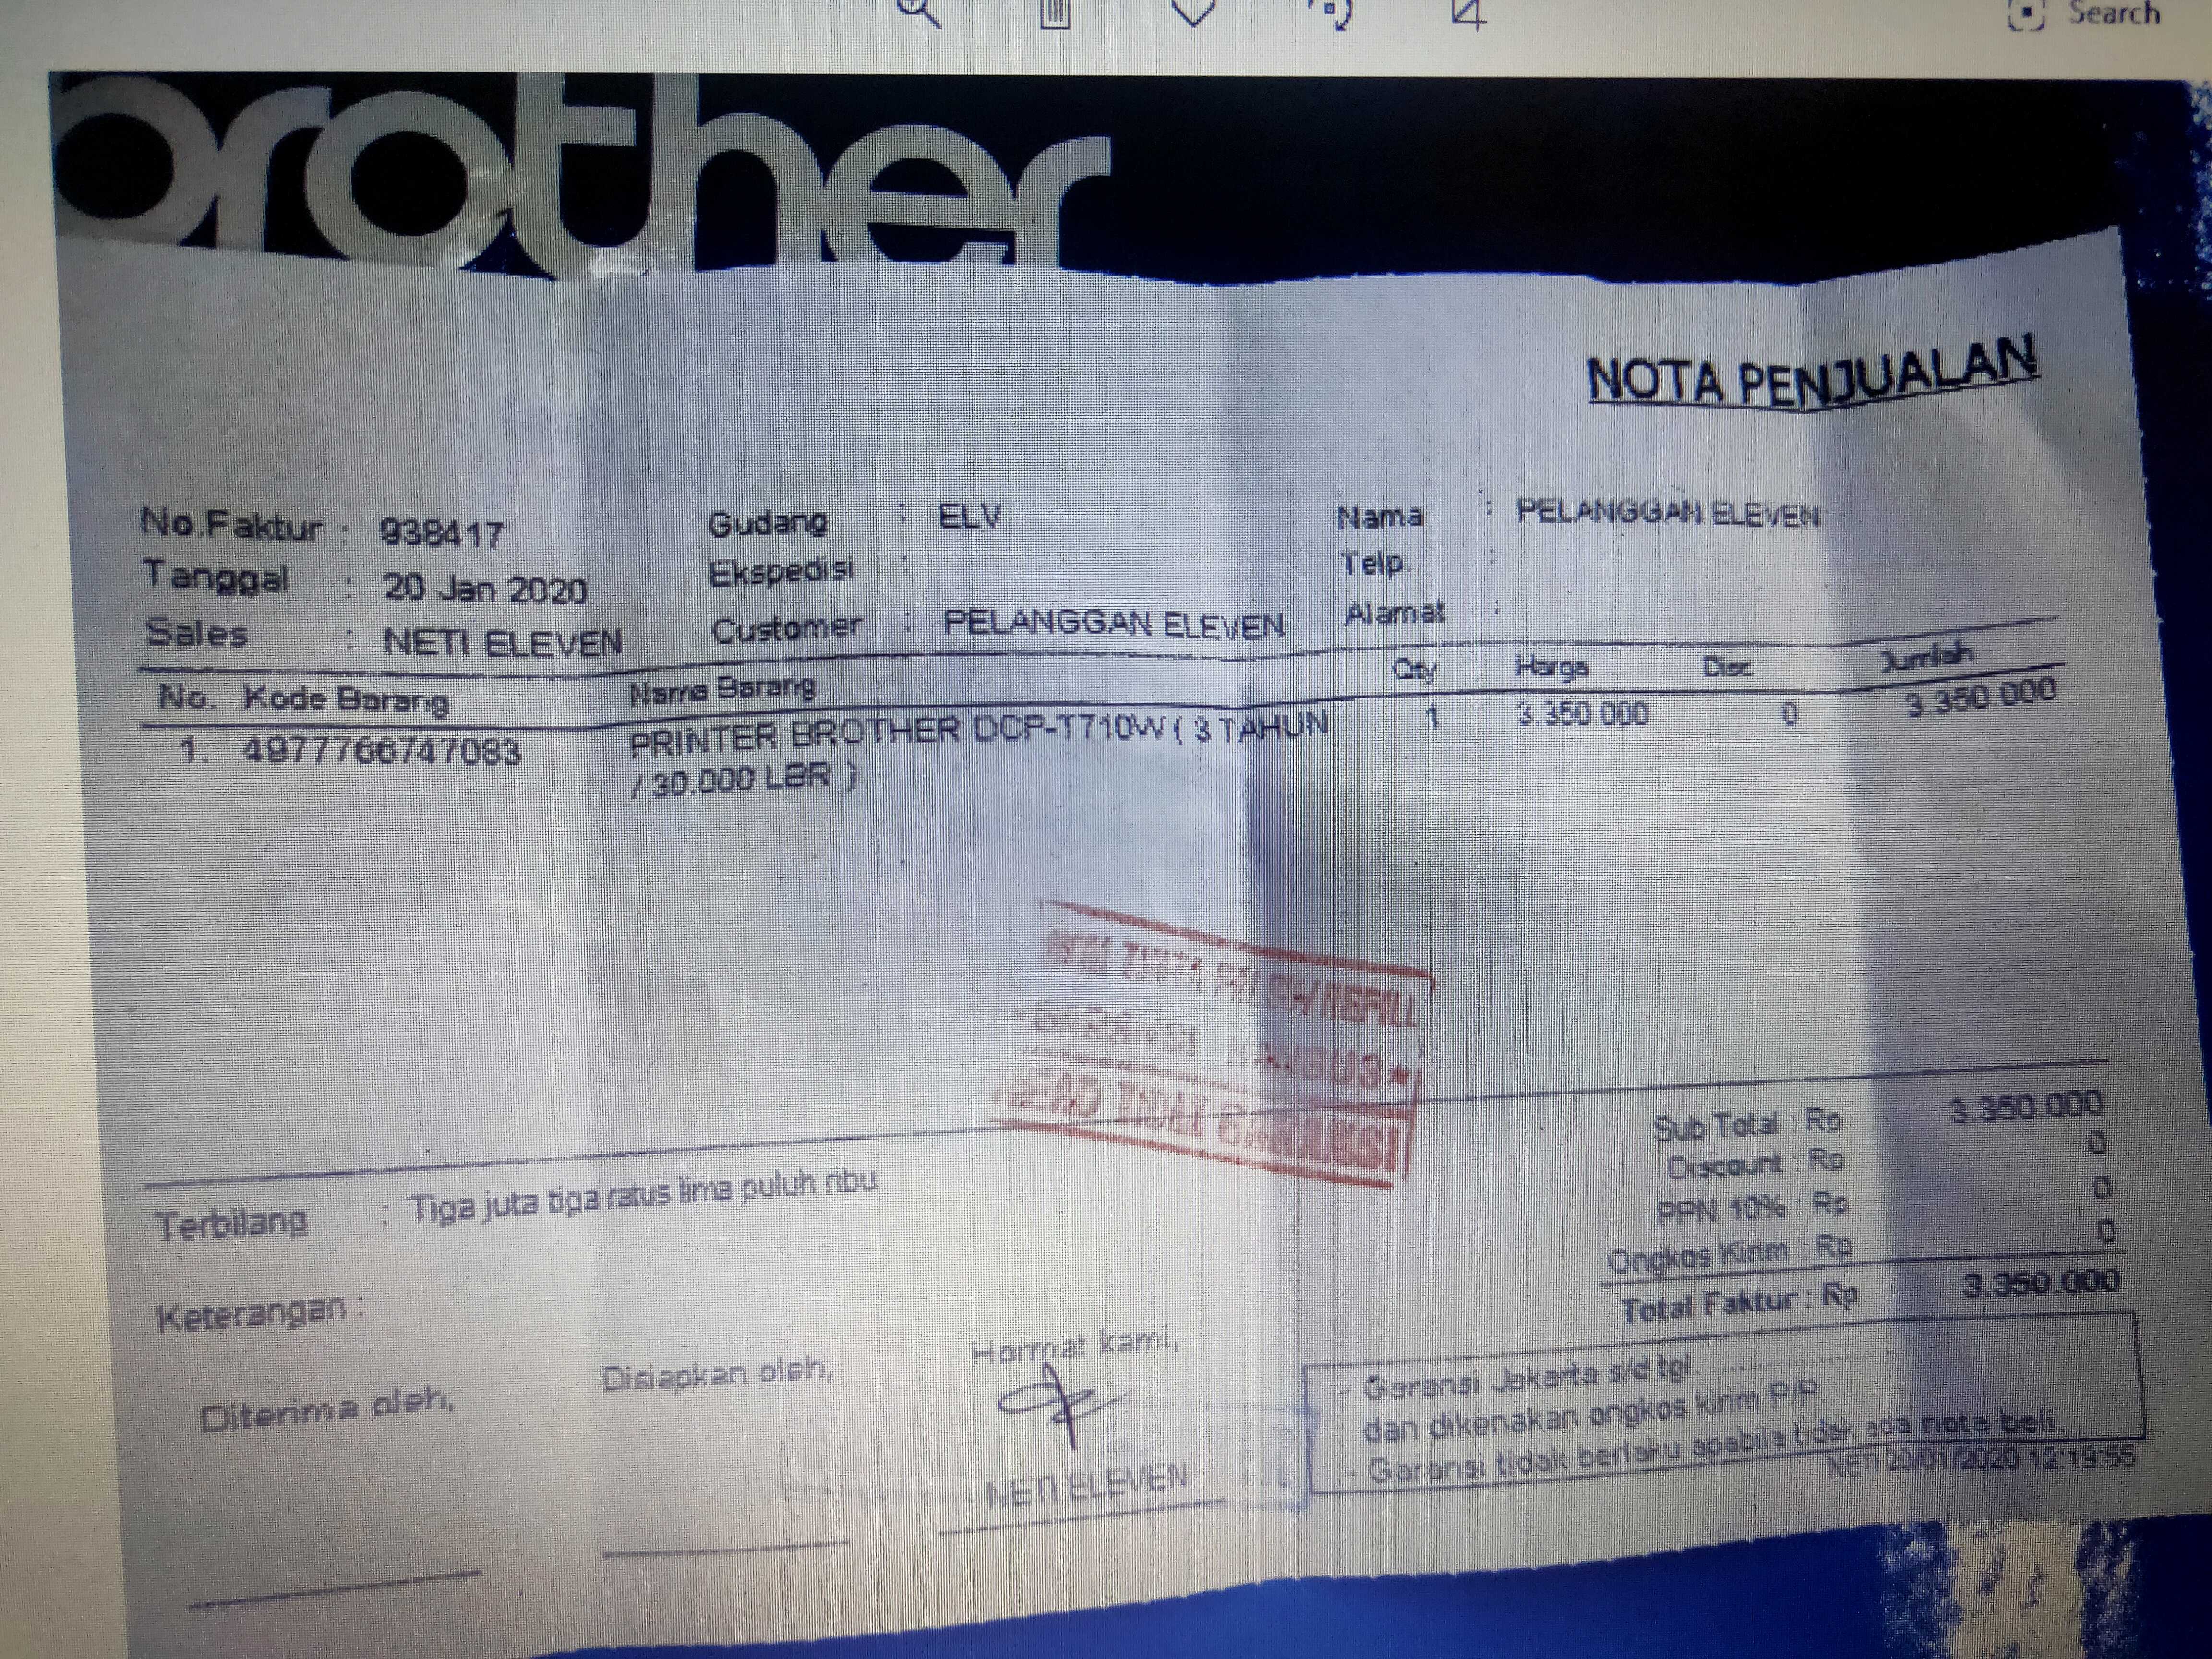 Search
brother
NOTA PENJUALAN
No.Faktur : 938417 Gudang : ELV Nama : PELANGGAN ELEVEN
Tanggal : 20 Jan 2020 Ekspedisi : Telp. :
Sales : NETI ELEVEN Customer : PELANGGAN ELEVEN Alamat :
No. Kode Barang Nama Barang Qty Harga Disc Jumlah
1. 4977766747083 PRINTER BROTHER DCP-T710W ( 3 TAHUN 1 3.350.000 0 3.350.000
/ 30.000 LBR )
REFILL
GARANSI HANGUS★
HEAD TIDAK GARANSI
Sub Total : Rp 3.350.000
Discount : Rp 0
PPN 10% : Rp 0
Ongkos Kirim : Rp 0
Total Faktur : Rp 3.350.000
Terbilang : Tiga juta tiga ratus lima puluh ribu
Keterangan :
Diterima oleh, Disiapkan oleh, Hormat kami,
NETI ELEVEN
- Garansi Jakarta s/d tgl. ....................
dan dikenakan ongkos kirim P/P.
- Garansi tidak berlaku apabila tidak ada nota beli.
NETI 20/01/2020 12:19:55